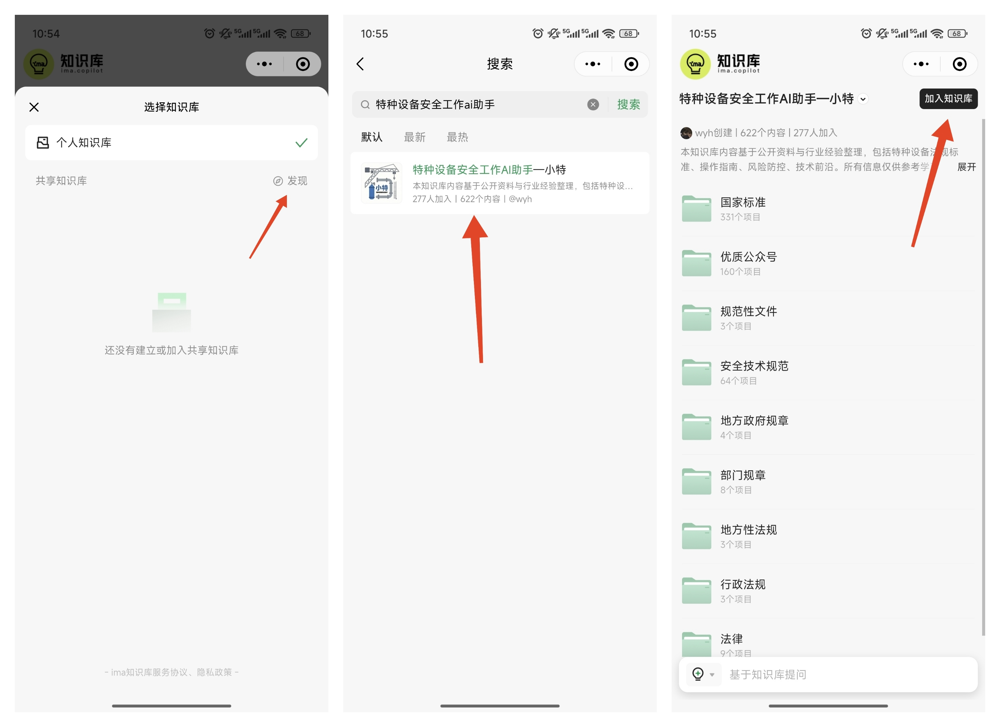 10:54
5G 5G 68
ima
知识库
ima.copilot
选择知识库
个人知识库
共享知识库
发现
还没有建立或加入共享知识库
- ima知识库服务协议、隐私政策 -
10:55
5G 5G 68
搜索
特种设备安全工作ai助手
搜索
默认 最新 最热
特种设备安全工作AI助手—小特
小特
本知识库内容基于公开资料与行业经验整理，包括特种设...
277人加入 | 622个内容 | @wyh
10:55
5G 5G 68
ima
知识库
ima.copilot
特种设备安全工作AI助手—小特
加入知识库
wyh创建 | 622个内容 | 277人加入
本知识库内容基于公开资料与行业经验整理，包括特种设备法规标
准、操作指南、风险防控、技术前沿。所有信息仅供参考学 展开
国家标准
331个项目
优质公众号
160个项目
规范性文件
3个项目
安全技术规范
64个项目
地方政府规章
4个项目
部门规章
8个项目
地方性法规
3个项目
行政法规
3个项目
法律
9个项目
基于知识库提问